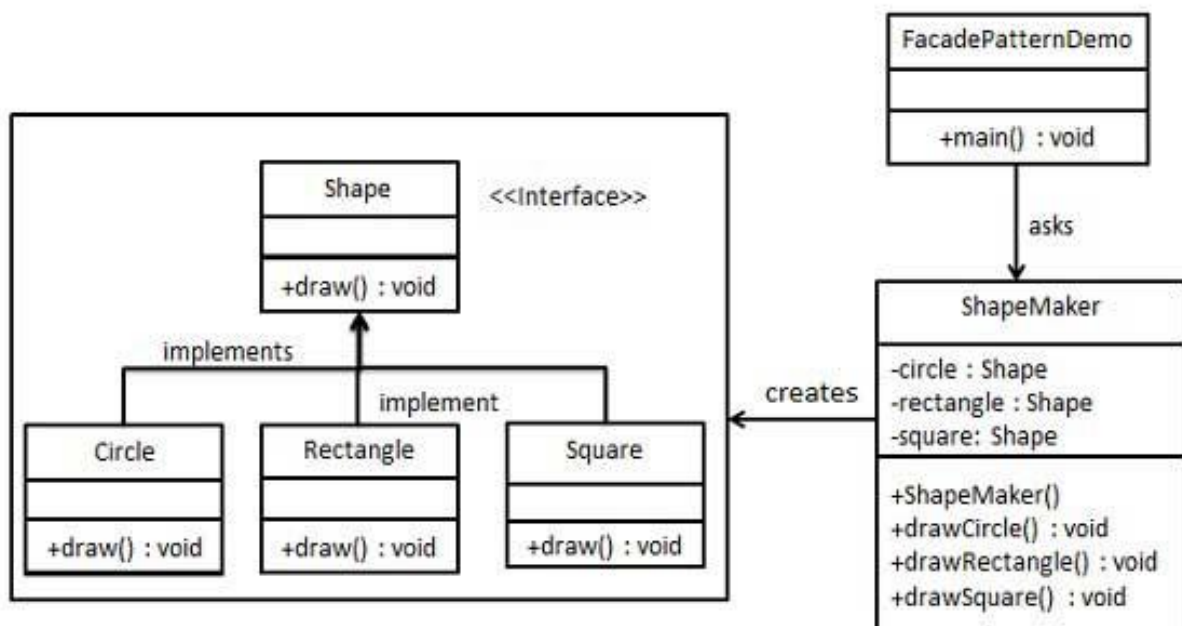 FacadePatternDemo
+main() : void
asks
Shape
<<Interface>>
+draw() : void
implements
implement
Circle
+draw() : void
Rectangle
+draw() : void
Square
+draw() : void
creates
ShapeMaker
-circle : Shape
-rectangle : Shape
-square: Shape
+ShapeMaker()
+drawCircle() : void
+drawRectangle() : void
+drawSquare() : void